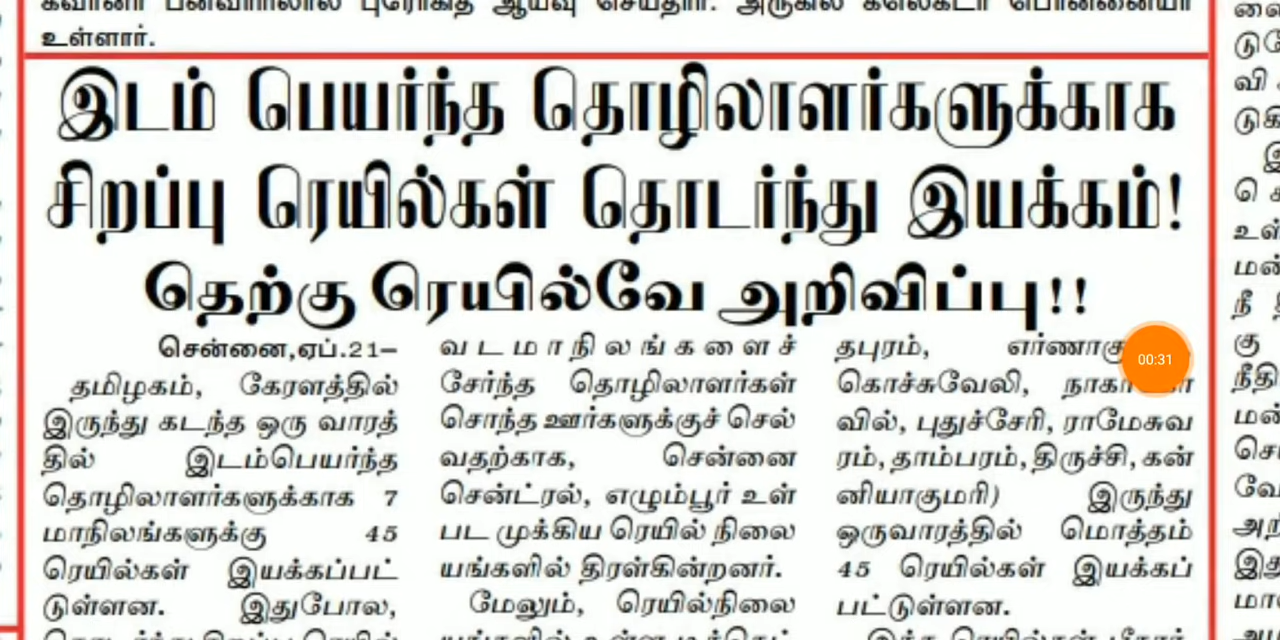 உள்ளார்.
இடம் பெயர்ந்த தொழிலாளர்களுக்காக
சிறப்பு ரெயில்கள் தொடர்ந்து இயக்கம்!
தெற்கு ரெயில்வே அறிவிப்பு!!
சென்னை,ஏப்.21–
தமிழகம், கேரளத்தில்
இருந்து கடந்த ஒரு வாரத்
தில் இடம்பெயர்ந்த
தொழிலாளர்களுக்காக 7
மாநிலங்களுக்கு 45
ரெயில்கள் இயக்கப்பட்
டுள்ளன. இதுபோல,
வடமாநிலங்களைச்
சேர்ந்த தொழிலாளர்கள்
சொந்த ஊர்களுக்குச் செல்
வதற்காக, சென்னை
சென்ட்ரல், எழும்பூர் உள்
பட முக்கிய ரெயில் நிலை
யங்களில் திரள்கின்றனர்.
மேலும், ரெயில்நிலை
தபுரம்,
கொச்சுவேலி,
வில், புதுச்சேரி, ராமேசுவ
ரம், தாம்பரம், திருச்சி, கன்
னியாகுமரி) இருந்து
ஒருவாரத்தில் மொத்தம்
45 ரெயில்கள் இயக்கப்
பட்டுள்ளன.
00:31